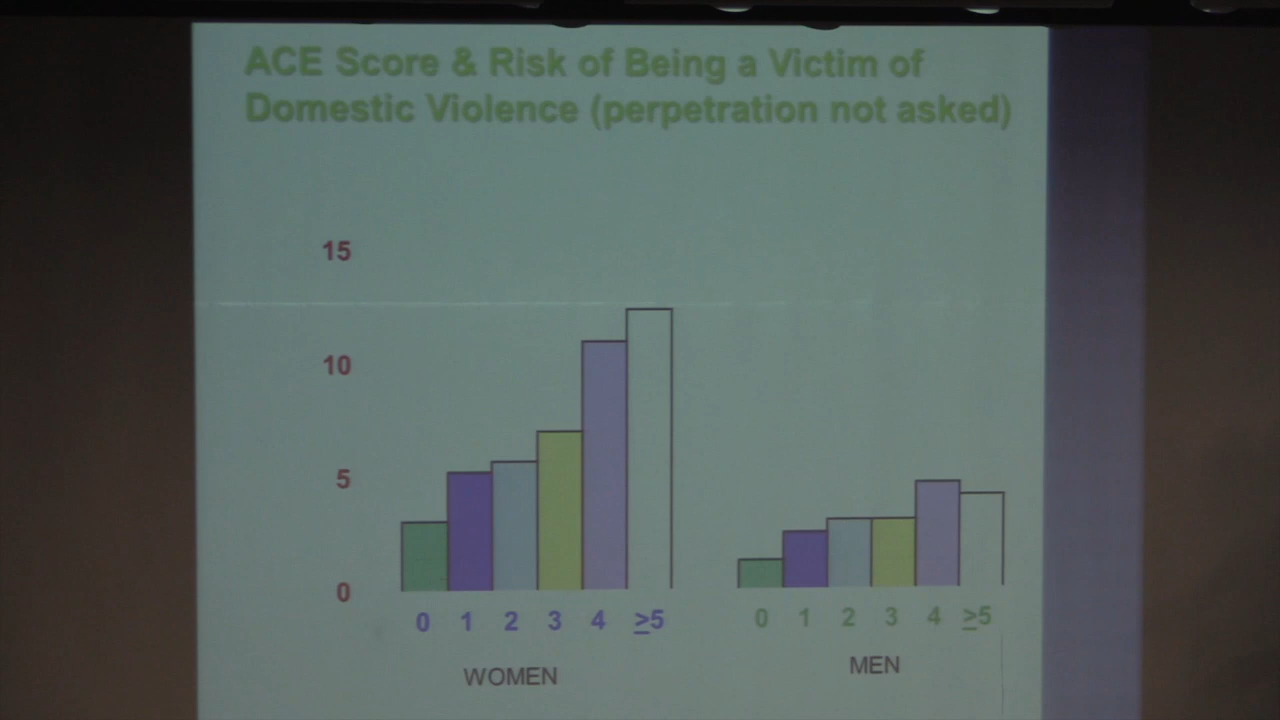 ACE Score & Risk of Being a Victim of
Domestic Violence (perpetration not asked)
15
10
5
0
0 1 2 3 4 ≥5
0 1 2 3 4 ≥5
WOMEN
MEN